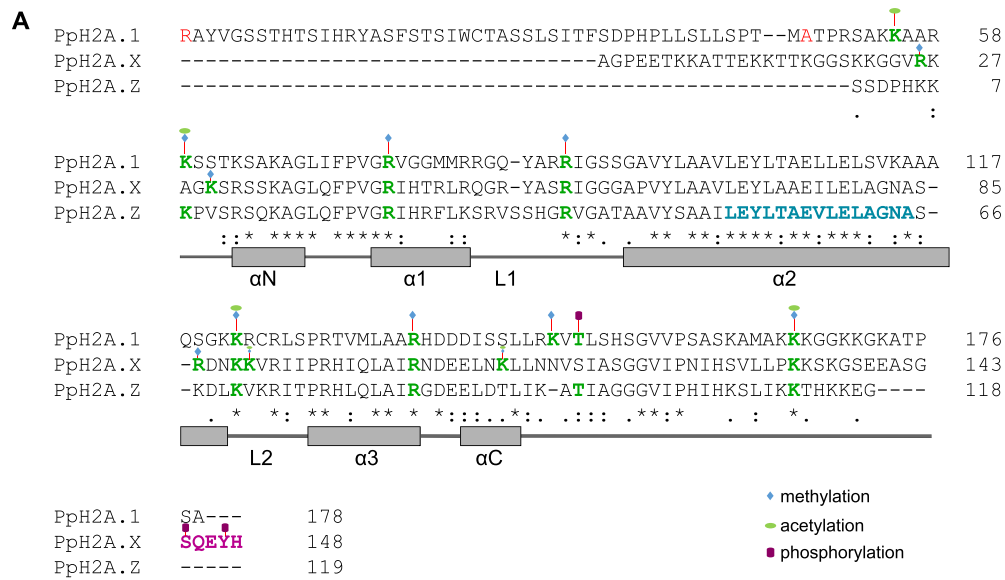 A
PpH2A.1 RAYVGSSTHTSIHRYASFSTSIWCTASSLSITFSDPHPLLSLLSPT--MATPRSAKKAAR 58
PpH2A.X ---------------------------------AGPEETKKATTEKKTTKGGSKKGGVRK 27
PpH2A.Z -----------------------------------------------------SSDPHKK 7
. :
PpH2A.1 KSSTKSAKAGLIFPVGRVGGMMRRGQ-YARRIGSSGAVYLAAVLEYLTAELLELSVKAAA 117
PpH2A.X AGKSRSSKAGLQFPVGRIHTRLRQGR-YASRIGGGAPVYLAAVLEYLAAEILELAGNAS- 85
PpH2A.Z KPVSRSQKAGLQFPVGRIHRFLKSRVSSHGRVGATAAVYSAAILEYLTAEVLELAGNAS- 66
:: * **** *****: :: *:*. . ** ***:***.**:****.:*:
αN α1 L1 α2
PpH2A.1 QSGKKRCRLSPRTVMLAARHDDDISSLLRKVTLSHSGVVPSAKAMAKKKGGKKGKATP 176
PpH2A.X -RDNKKVRIIPRHIQLAIRNDEELNKLLNNVSIASGGVIPNIHSVLLPKKSKGSEEASG 143
PpH2A.Z -KDLKVKRITPRHLQLAIRGDEELDTLIK-ATIAGGGVIPHIHKSLIKKTHKKEG---- 118
. * *: ** : ** * *::::..*:. .::: .**:* . : *. .
L2 α3 αC
PpH2A.1 SA--- 178
PpH2A.X SQEYH 148
PpH2A.Z ----- 119
methylation
acetylation
phosphorylation